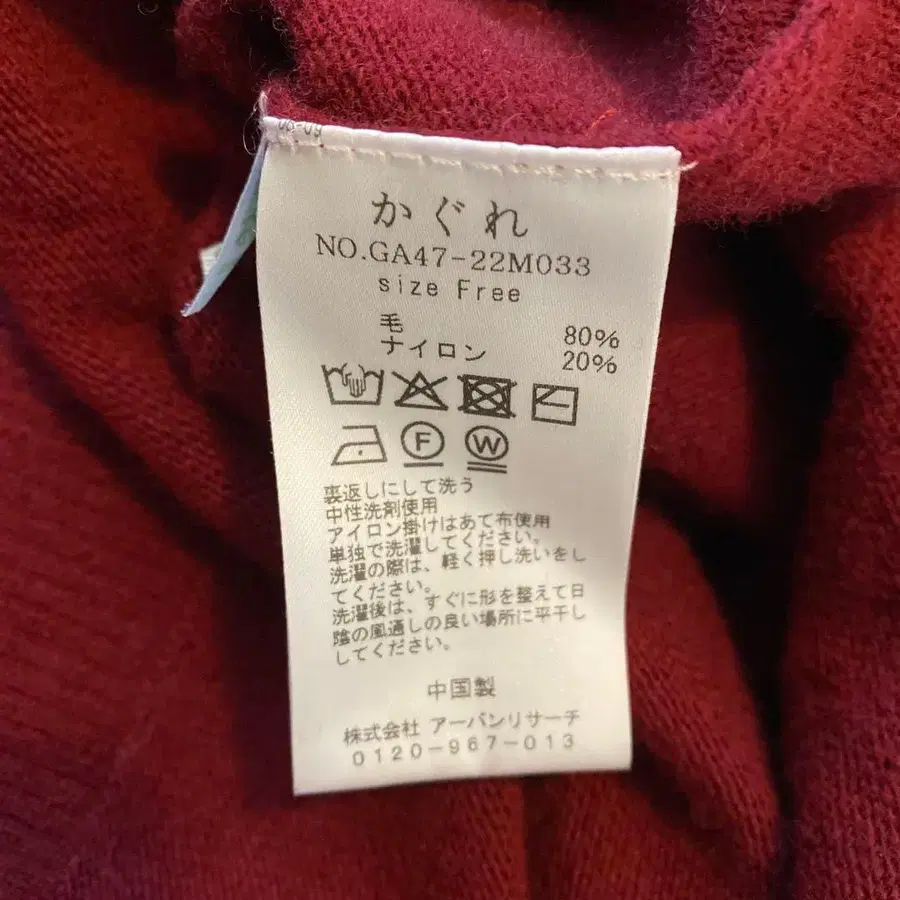 かぐれ
NO.GA47-22M033
size Free
毛 80%
ナイロン 20%
F W
裏返しにして洗う
中性洗剤使用
アイロン掛けはあて布使用
単独で洗濯してください。
洗濯の際は、軽く押し洗いをし
てください。
洗濯後は、すぐに形を整えて日
陰の風通しの良い場所に平干し
してください。
中国製
株式会社 アーバンリサーチ
0120-967-013